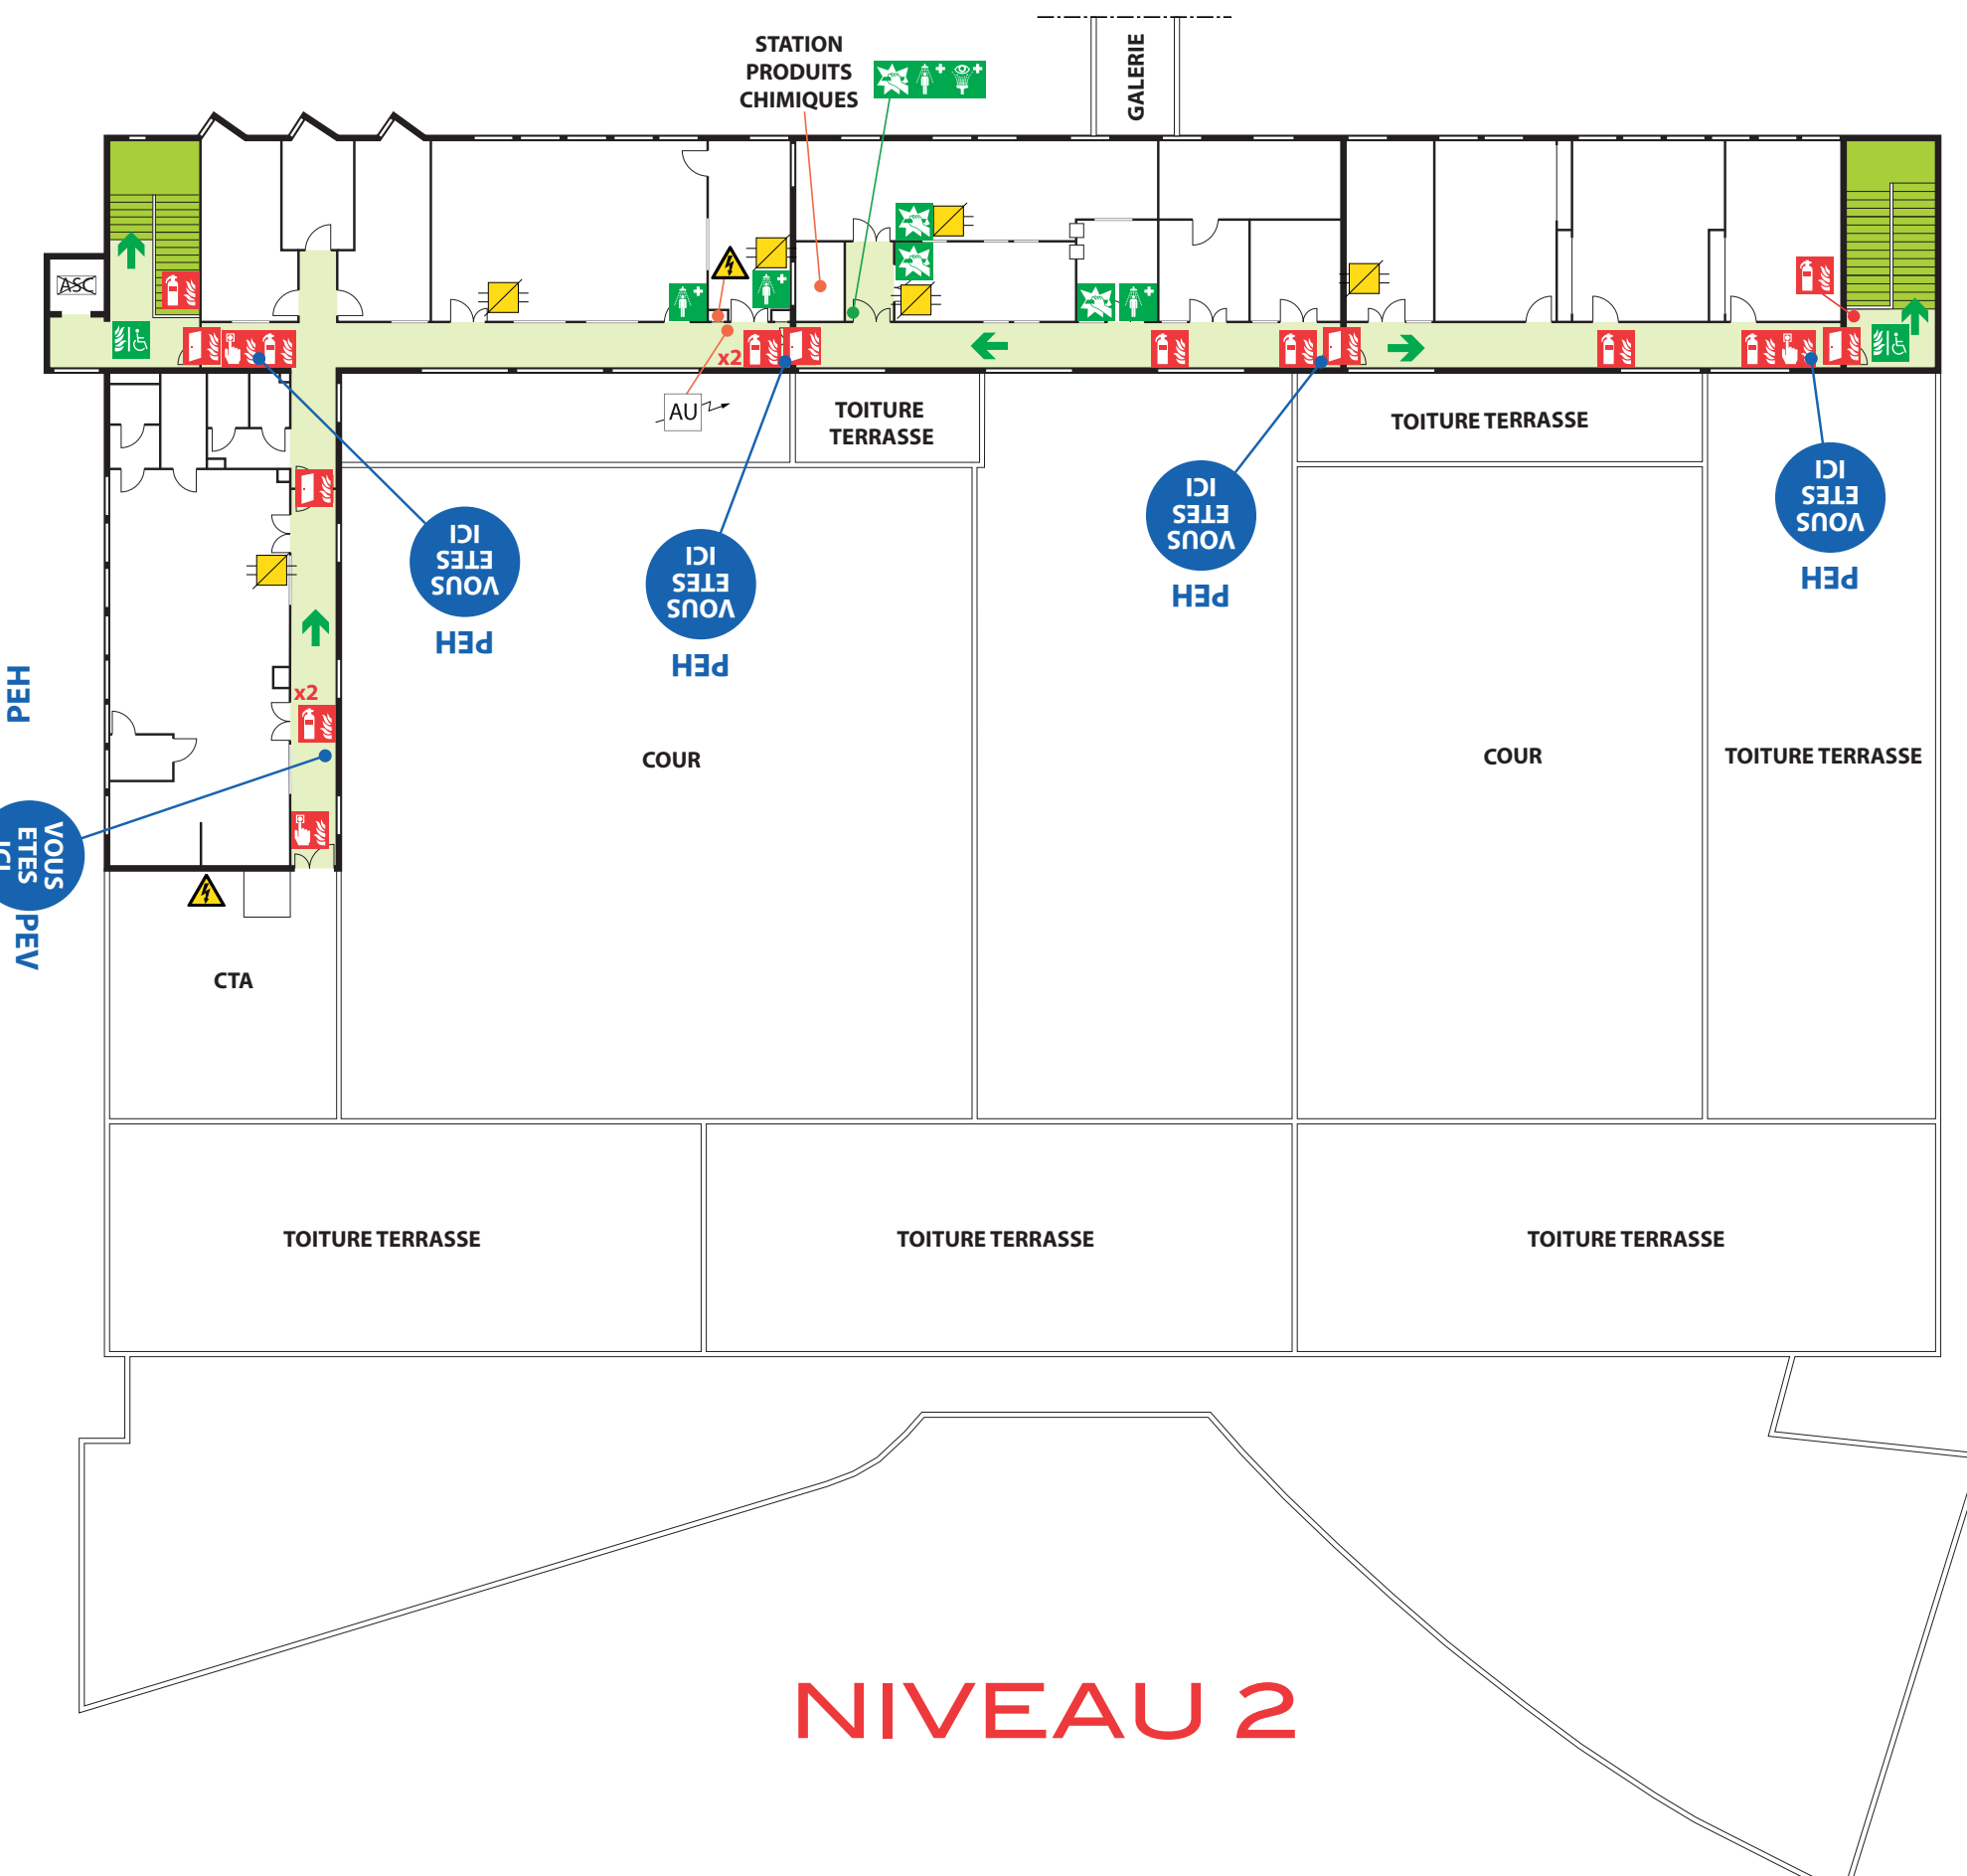 STATION
PRODUITS
CHIMIQUES
GALERIE
ASC
x2
AU
TOITURE
TERRASSE
TOITURE TERRASSE
VOUS
ETES
ICI
PEH
VOUS
ETES
ICI
PEH
VOUS
ETES
ICI
PEH
VOUS
ETES
ICI
PEH
PEH
x2
COUR
COUR
TOITURE TERRASSE
VOUS
ETES
ICI
PEV
CTA
TOITURE TERRASSE
TOITURE TERRASSE
TOITURE TERRASSE
NIVEAU 2